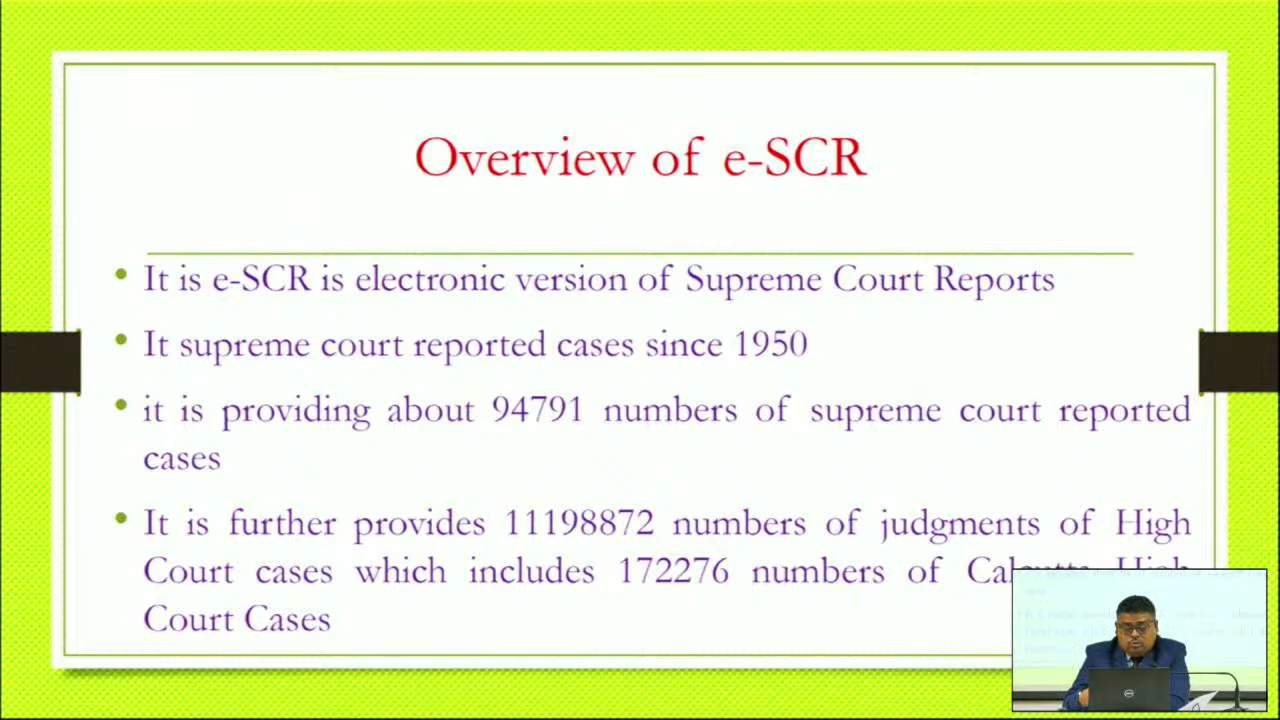 Overview of e-SCR
• It is e-SCR is electronic version of Supreme Court Reports
• It supreme court reported cases since 1950
• it is providing about 94791 numbers of supreme court reported
cases
• It is further provides 11198872 numbers of judgments of High
Court cases which includes 172276 numbers of Calcutta High
Court Cases